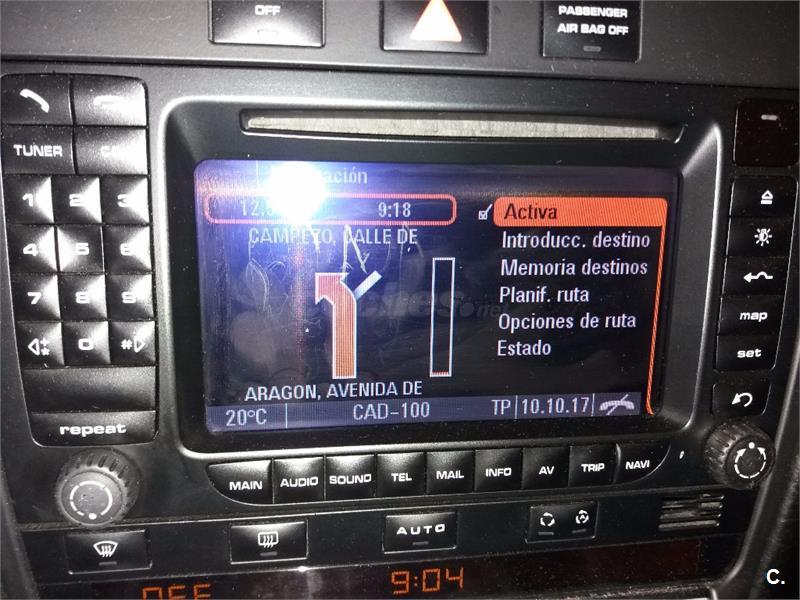 OFF
PASSENGER
AIR BAG OFF
TUNER
1 2 3
4 5 6
7 8 9
* 0 #
repeat
9:18
Activa
CAMPEZO, CALLE DE
Introducc. destino
Memoria destinos
Planif. ruta
Opciones de ruta
Estado
ARAGON, AVENIDA DE
20°C CAD-100 TP 10.10.17
map
set
MAIN AUDIO SOUND TEL MAIL INFO AV TRIP NAVI
AUTO
OFF 9:04
C.